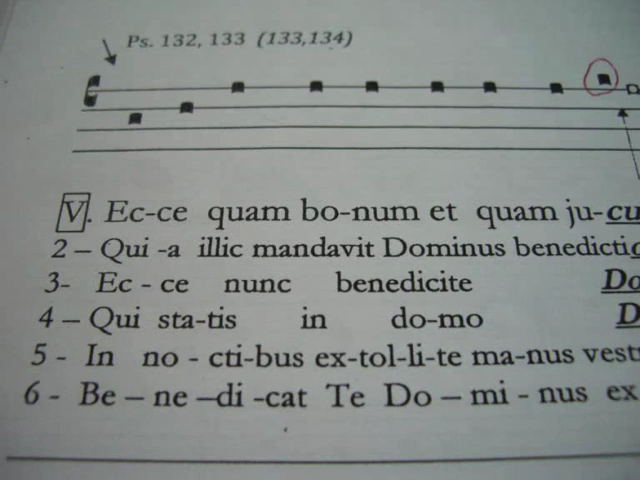 Ps. 132, 133 (133,134)
V. Ec-ce quam bo-num et quam ju-cu
2 – Qui -a illic mandavit Dominus benedictio
3- Ec - ce nunc benedicite Do
4 – Qui sta-tis in do-mo D
5 - In no - cti-bus ex-tol-li-te ma-nus vest
6 - Be – ne –di -cat Te Do – mi - nus ex